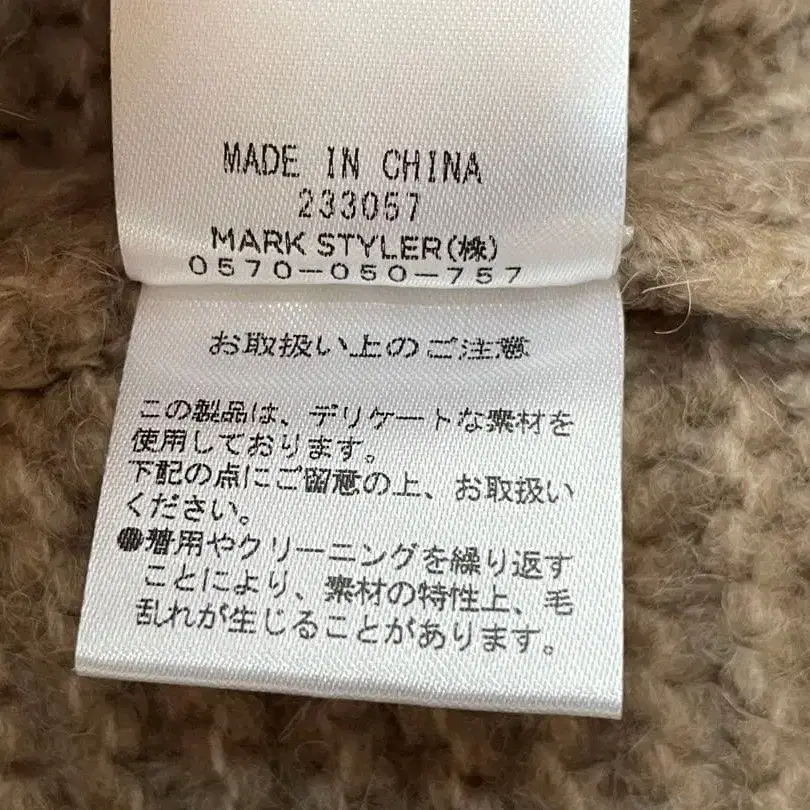 MADE IN CHINA
233057
MARK STYLER(株)
0570-050-757
お取扱い上のご注意
この製品は、デリケートな素材を
使用しております。
下記の点にご留意の上、お取扱い
ください。
●着用やクリーニングを繰り返す
ことにより、素材の特性上、毛
乱れが生じることがあります。